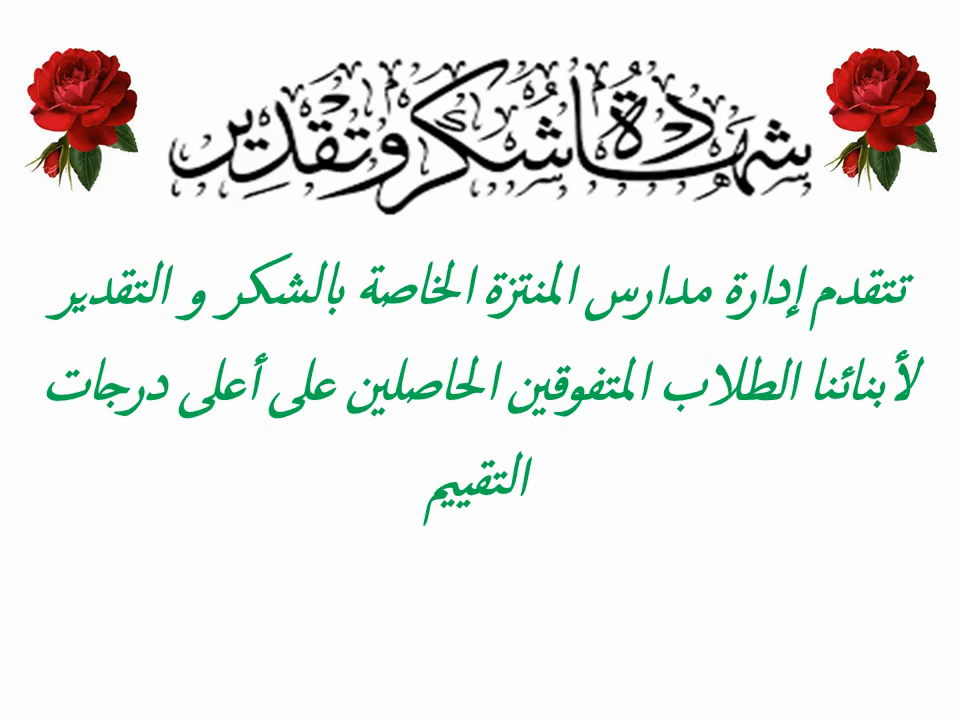 شهادة شكر وتقدير
تتقدم إدارة مدارس المنتزة الخاصة بالشكر و التقدير
لأبنائنا الطلاب المتفوقين الحاصلين على أعلى درجات
التقييم